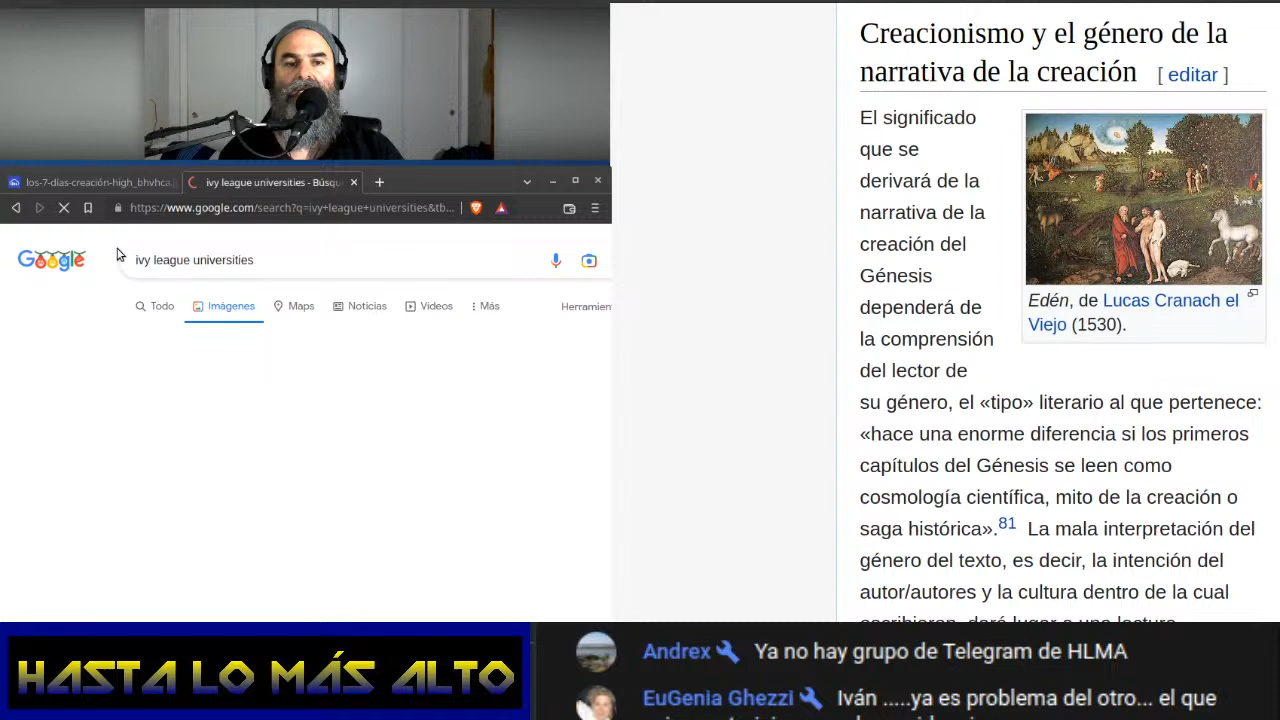 los-7-días-creación-high_bhvhca.j
ivy league universities - Búsqu
https://www.google.com/search?q=ivy+league+universities&tb...
Google
ivy league universities
Todo
Imágenes
Maps
Noticias
Videos
Más
Herramien
Creacionismo y el género de la
narrativa de la creación [ editar ]
El significado
que se
derivará de la
narrativa de la
creación del
Génesis
dependerá de
la comprensión
del lector de
Edén, de Lucas Cranach el
Viejo (1530).
su género, el «tipo» literario al que pertenece:
«hace una enorme diferencia si los primeros
capítulos del Génesis se leen como
cosmología científica, mito de la creación o
saga histórica».81 La mala interpretación del
género del texto, es decir, la intención del
autor/autores y la cultura dentro de la cual
HASTA LO MÁS ALTO
Andrex Ya no hay grupo de Telegram de HLMA
EuGenia Ghezzi Iván .....ya es problema del otro... el que